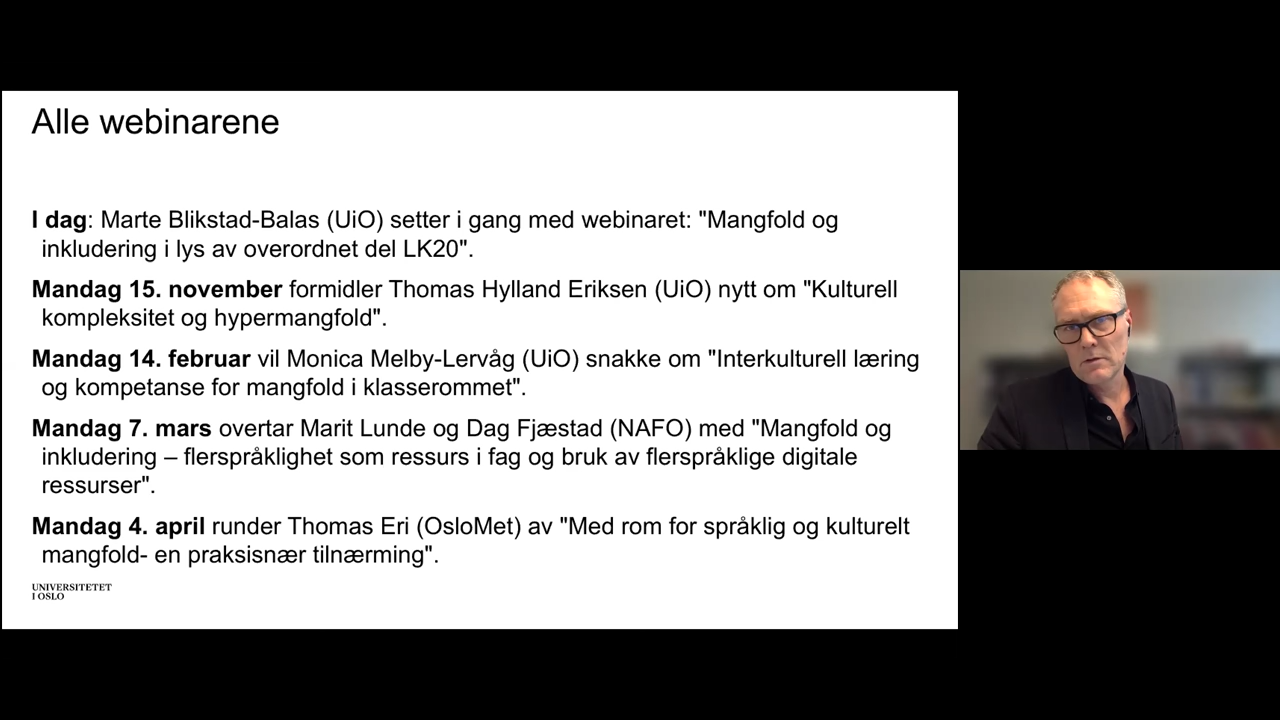 Alle webinarene
I dag: Marte Blikstad-Balas (UiO) setter i gang med webinaret: "Mangfold og
inkludering i lys av overordnet del LK20".
Mandag 15. november formidler Thomas Hylland Eriksen (UiO) nytt om "Kulturell
kompleksitet og hypermangfold".
Mandag 14. februar vil Monica Melby-Lervåg (UiO) snakke om "Interkulturell læring
og kompetanse for mangfold i klasserommet".
Mandag 7. mars overtar Marit Lunde og Dag Fjæstad (NAFO) med "Mangfold og
inkludering – flerspråklighet som ressurs i fag og bruk av flerspråklige digitale
ressurser".
Mandag 4. april runder Thomas Eri (OsloMet) av "Med rom for språklig og kulturelt
mangfold- en praksisnær tilnærming".
UNIVERSITETET
I OSLO